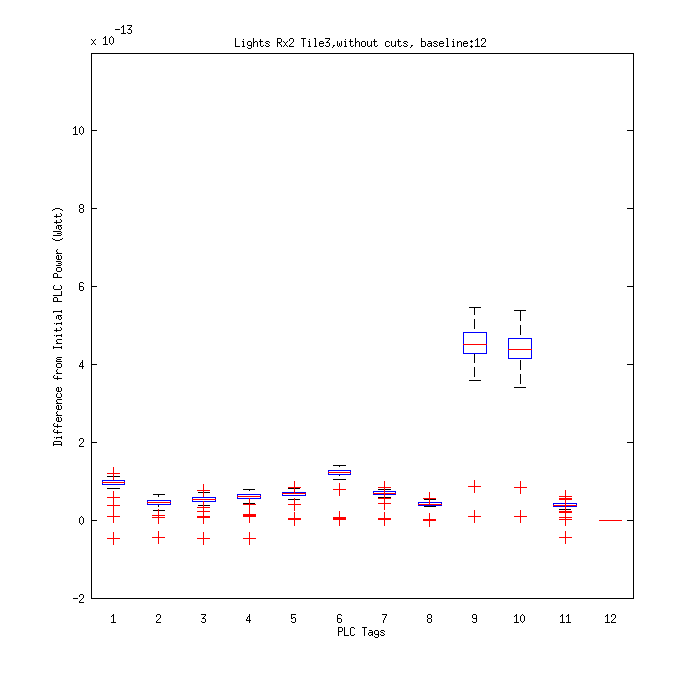 x 10^-13
Lights Rx2 Tile3,without cuts, baseline:12
Difference from Initial PLC Power (Watt)
10
8
6
4
2
0
-2
1 2 3 4 5 6 7 8 9 10 11 12
PLC Tags